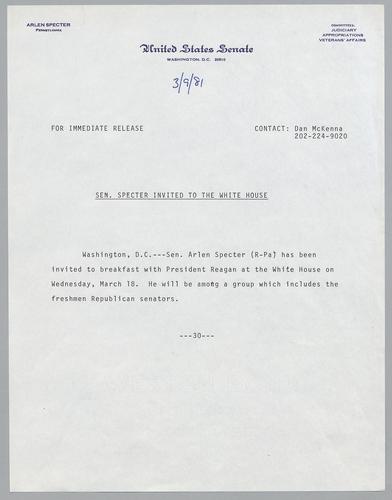 ARLEN SPECTER
PENNSYLVANIA
COMMITTEES:
JUDICIARY
APPROPRIATIONS
VETERANS' AFFAIRS
United States Senate
WASHINGTON, D.C. 20510
3/9/81
FOR IMMEDIATE RELEASE
CONTACT: Dan McKenna
202-224-9020
SEN. SPECTER INVITED TO THE WHITE HOUSE
Washington, D.C.---Sen. Arlen Specter (R-Pa) has been
invited to breakfast with President Reagan at the White House on
Wednesday, March 18. He will be among a group which includes the
freshmen Republican senators.
---30---